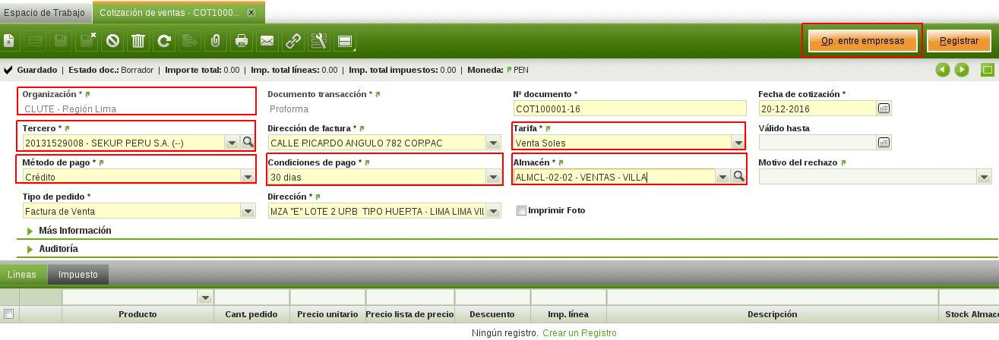 Espacio de Trabajo Cotización de ventas - COT1000...
Op. entre empresas Registrar
Guardado | Estado doc.: Borrador | Importe total: 0.00 | Imp. total líneas: 0.00 | Imp. total impuestos: 0.00 | Moneda: PEN
Organización * Documento transacción * Nº documento * Fecha de cotización *
CLUTE - Región Lima Proforma COT100001-16 20-12-2016
Tercero * Dirección de factura * Tarifa * Válido hasta
20131529008 - SEKUR PERU S.A. (--) CALLE RICARDO ANGULO 782 CORPAC Venta Soles
Método de pago * Condiciones de pago * Almacén * Motivo del rechazo
Crédito 30 dias ALMCL-02-02 - VENTAS - VILLA
Tipo de pedido * Dirección *
Factura de Venta MZA "E" LOTE 2 URB TIPO HUERTA - LIMA LIMA VIL Imprimir Foto
Más Información
Auditoría
Líneas Impuesto
Producto Cant. pedido Precio unitario Precio lista de precio Descuento Imp. línea Descripción Stock Almac
Ningún registro. Crear un Registro